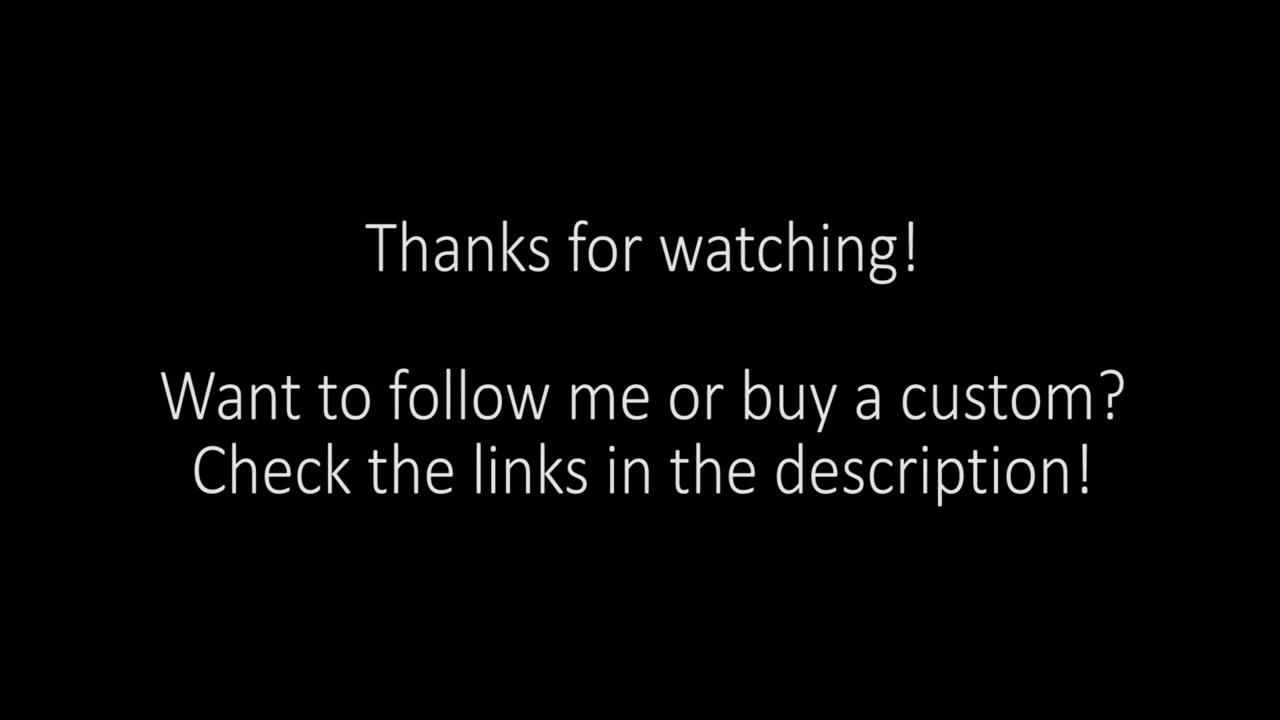 Thanks for watching!
Want to follow me or buy a custom?
Check the links in the description!